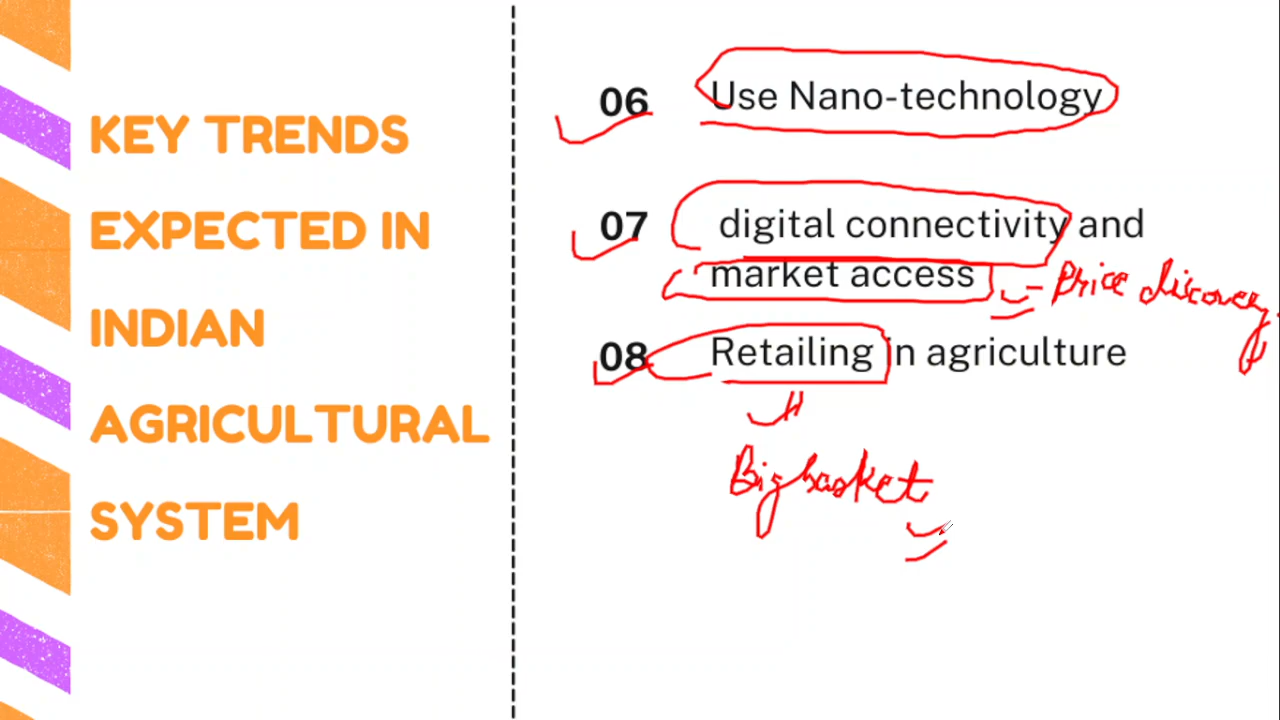 KEY TRENDS
EXPECTED IN
INDIAN
AGRICULTURAL
SYSTEM
06 Use Nano-technology
07 digital connectivity and
market access - Price discovery
08 Retailing in agriculture
Bigbasket